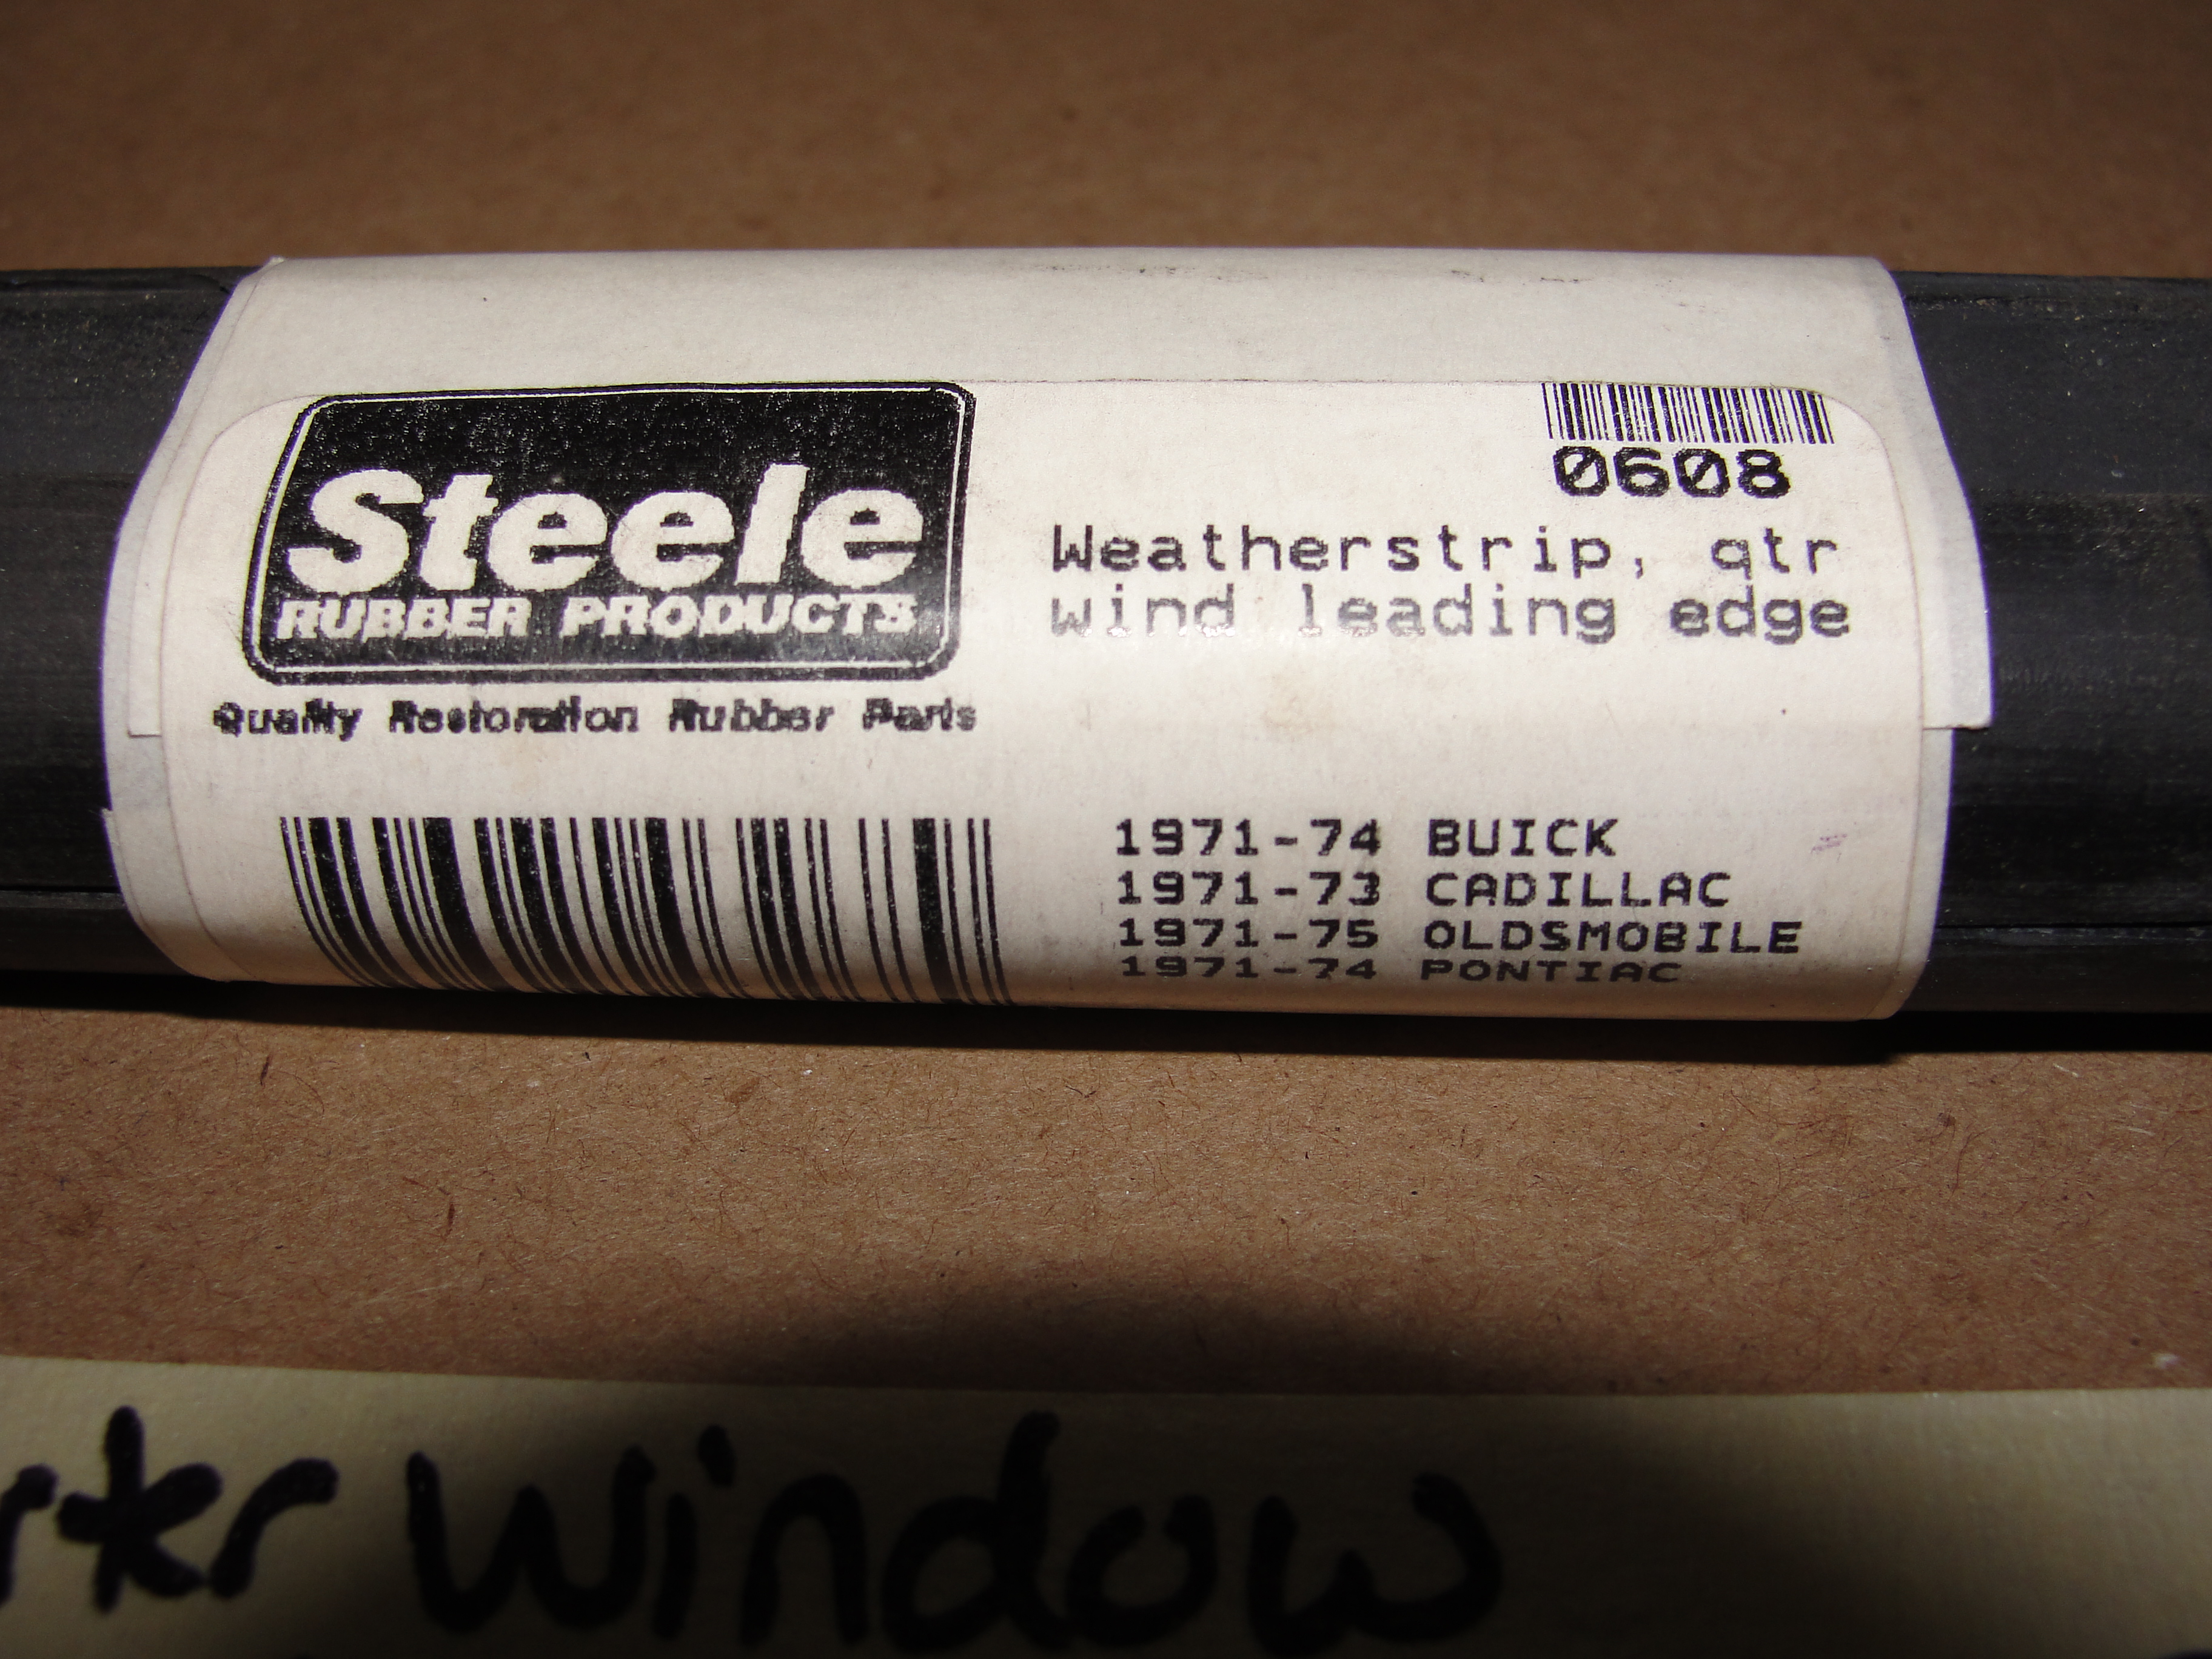 Steele
RUBBER PRODUCTS
Quality Restoration Rubber Parts
0608
Weatherstrip, qtr
wind leading edge
1971-74 BUICK
1971-73 CADILLAC
1971-75 OLDSMOBILE
1971-74 PONTIAC
Window